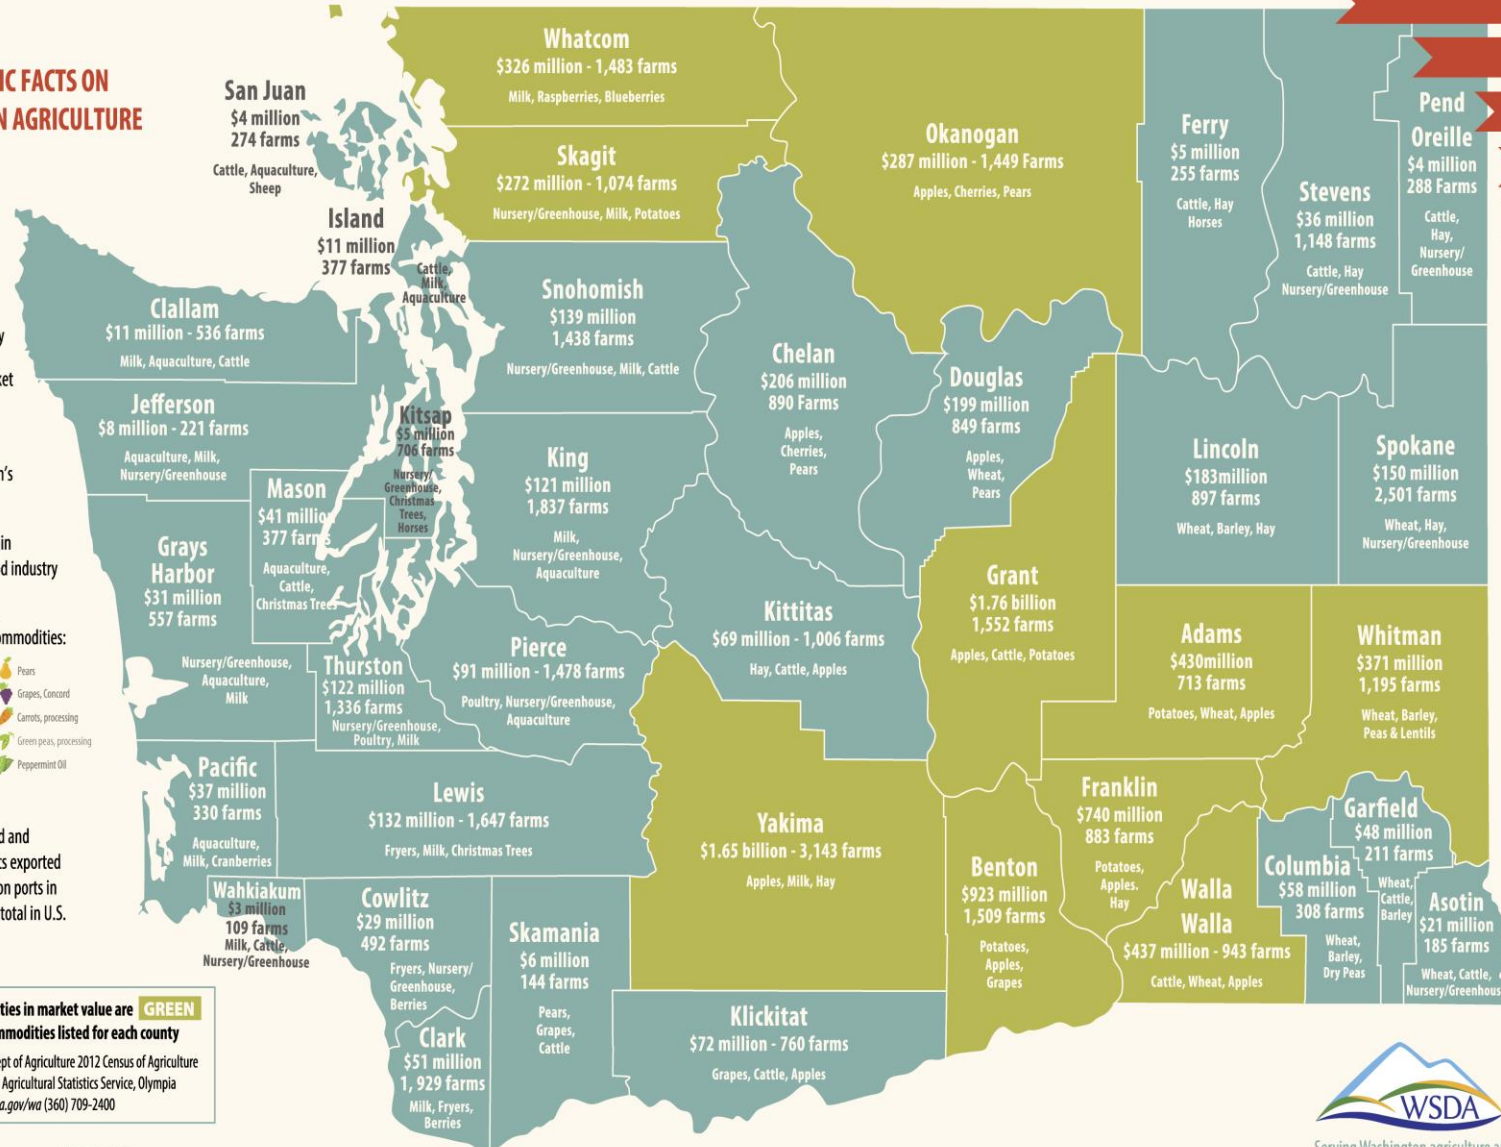 IC FACTS ON
N AGRICULTURE
y
ket
n's
in
d industry
ommodities:
Pears
Grapes, Concord
Carrots, processing
Green peas, processing
Peppermint Oil
d and
ts exported
on ports in
total in U.S.
ties in market value are GREEN
mmodities listed for each county
ept of Agriculture 2012 Census of Agriculture
Agricultural Statistics Service, Olympia
a.gov/wa (360) 709-2400
San Juan
$4 million
274 farms
Cattle, Aquaculture,
Sheep
Island
$11 million
377 farms
Cattle,
Milk,
Aquaculture
Whatcom
$326 million - 1,483 farms
Milk, Raspberries, Blueberries
Skagit
$272 million - 1,074 farms
Nursery/Greenhouse, Milk, Potatoes
Okanogan
$287 million - 1,449 Farms
Apples, Cherries, Pears
Ferry
$5 million
255 farms
Cattle, Hay
Horses
Stevens
$36 million
1,148 farms
Cattle, Hay
Nursery/Greenhouse
Pend
Oreille
$4 million
288 Farms
Cattle,
Hay,
Nursery/
Greenhouse
Clallam
$11 million - 536 farms
Milk, Aquaculture, Cattle
Jefferson
$8 million - 221 farms
Aquaculture, Milk,
Nursery/Greenhouse
Snohomish
$139 million
1,438 farms
Nursery/Greenhouse, Milk, Cattle
Chelan
$206 million
890 Farms
Apples,
Cherries,
Pears
Douglas
$199 million
849 farms
Apples,
Wheat,
Pears
Kitsap
$5 million
706 farms
Nursery/
Greenhouse,
Christmas
Trees,
Horses
King
$121 million
1,837 farms
Milk,
Nursery/Greenhouse,
Aquaculture
Lincoln
$183million
897 farms
Wheat, Barley, Hay
Spokane
$150 million
2,501 farms
Wheat, Hay,
Nursery/Greenhouse
Mason
$41 million
377 farms
Aquaculture,
Cattle,
Christmas Trees
Grays
Harbor
$31 million
557 farms
Nursery/Greenhouse,
Aquaculture,
Milk
Grant
$1.76 billion
1,552 farms
Apples, Cattle, Potatoes
Kittitas
$69 million - 1,006 farms
Hay, Cattle, Apples
Adams
$430million
713 farms
Potatoes, Wheat, Apples
Whitman
$371 million
1,195 farms
Wheat, Barley,
Peas & Lentils
Thurston
$122 million
1,336 farms
Nursery/Greenhouse,
Poultry, Milk
Pierce
$91 million - 1,478 farms
Poultry, Nursery/Greenhouse,
Aquaculture
Pacific
$37 million
330 farms
Aquaculture,
Milk, Cranberries
Lewis
$132 million - 1,647 farms
Fryers, Milk, Christmas Trees
Yakima
$1.65 billion - 3,143 farms
Apples, Milk, Hay
Benton
$923 million
1,509 farms
Potatoes,
Apples,
Grapes
Franklin
$740 million
883 farms
Potatoes,
Apples.
Hay
Walla
Walla
$437 million - 943 farms
Cattle, Wheat, Apples
Columbia
$58 million
308 farms
Wheat,
Barley,
Dry Peas
Garfield
$48 million
211 farms
Wheat,
Cattle,
Barley
Asotin
$21 million
185 farms
Wheat, Cattle,
Nursery/Greenhous
Wahkiakum
$3 million
109 farms
Milk, Cattle,
Nursery/Greenhouse
Cowlitz
$29 million
492 farms
Fryers, Nursery/
Greenhouse,
Berries
Skamania
$6 million
144 farms
Pears,
Grapes,
Cattle
Clark
$51 million
1, 929 farms
Milk, Fryers,
Berries
Klickitat
$72 million - 760 farms
Grapes, Cattle, Apples
WSDA
Serving Washington agriculture a